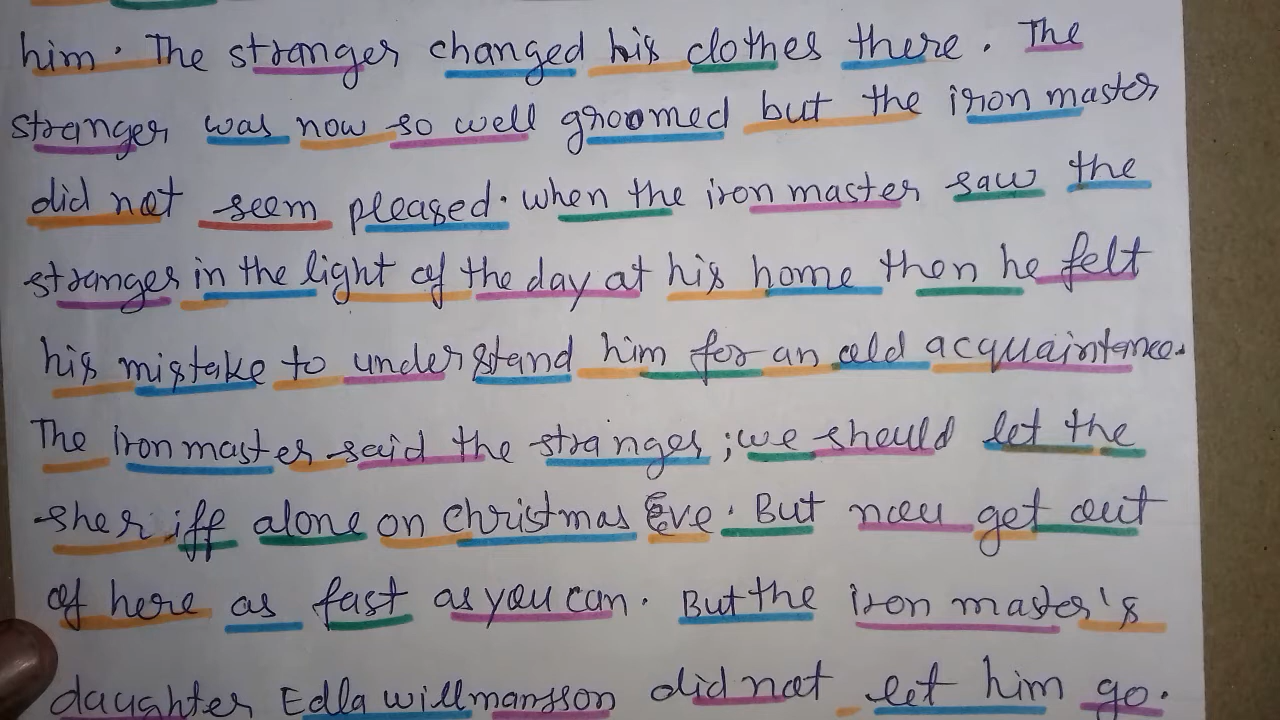 him. The stranger changed his clothes there. The
stranger was now so well groomed but the iron master
did not seem pleased. when the iron master saw the
stranger in the light of the day at his home then he felt
his mistake to understand him for an old acquaintance.
The iron master said the stranger; we should let the
sheriff alone on Christmas Eve. But now get out
of here as fast as you can. But the iron master's
daughter Edla willmansson did not let him go.